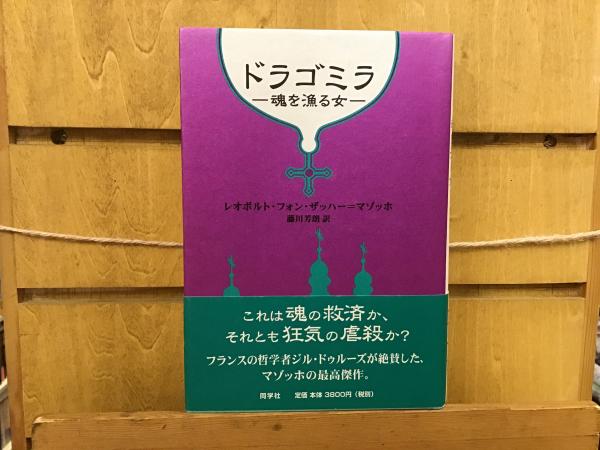 ドラゴミラ
―魂を漁る女―
レオポルト・フォン・ザッハー＝マゾッホ
藤川芳朗 訳
これは魂の救済か、
それとも狂気の虐殺か？
フランスの哲学者ジル・ドゥルーズが絶賛した、
マゾッホの最高傑作。
同学社　定価 本体 3800円（税別）